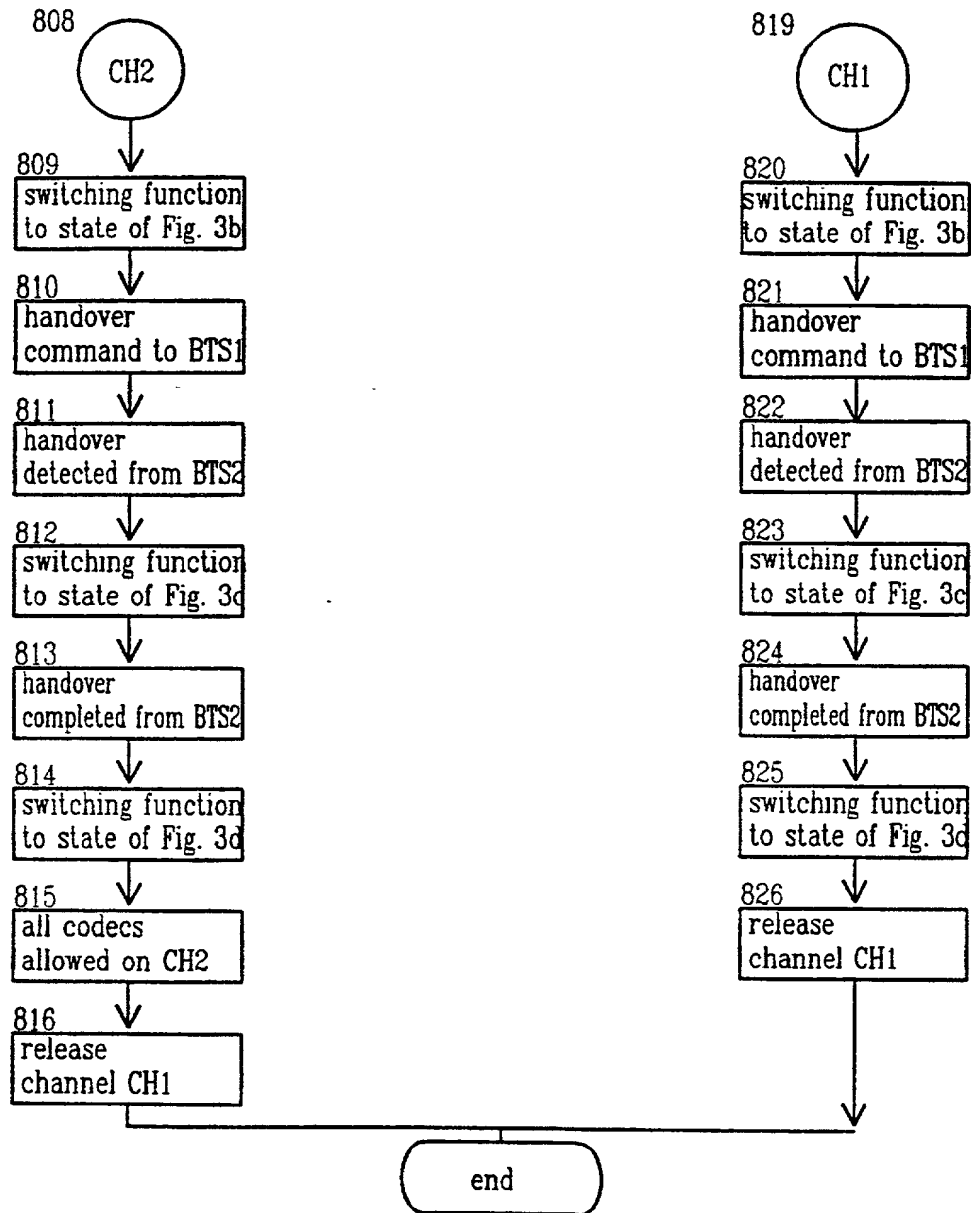 808
CH2
809
switching function
to state of Fig. 3b
810
handover
command to BTS1
811
handover
detected from BTS2
812
switching function
to state of Fig. 3c
813
handover
completed from BTS2
814
switching function
to state of Fig. 3d
815
all codecs
allowed on CH2
816
release
channel CH1
819
CH1
820
switching function
to state of Fig. 3b
821
handover
command to BTS1
822
handover
detected from BTS2
823
switching function
to state of Fig. 3c
824
handover
completed from BTS2
825
switching function
to state of Fig. 3d
826
release
channel CH1
end